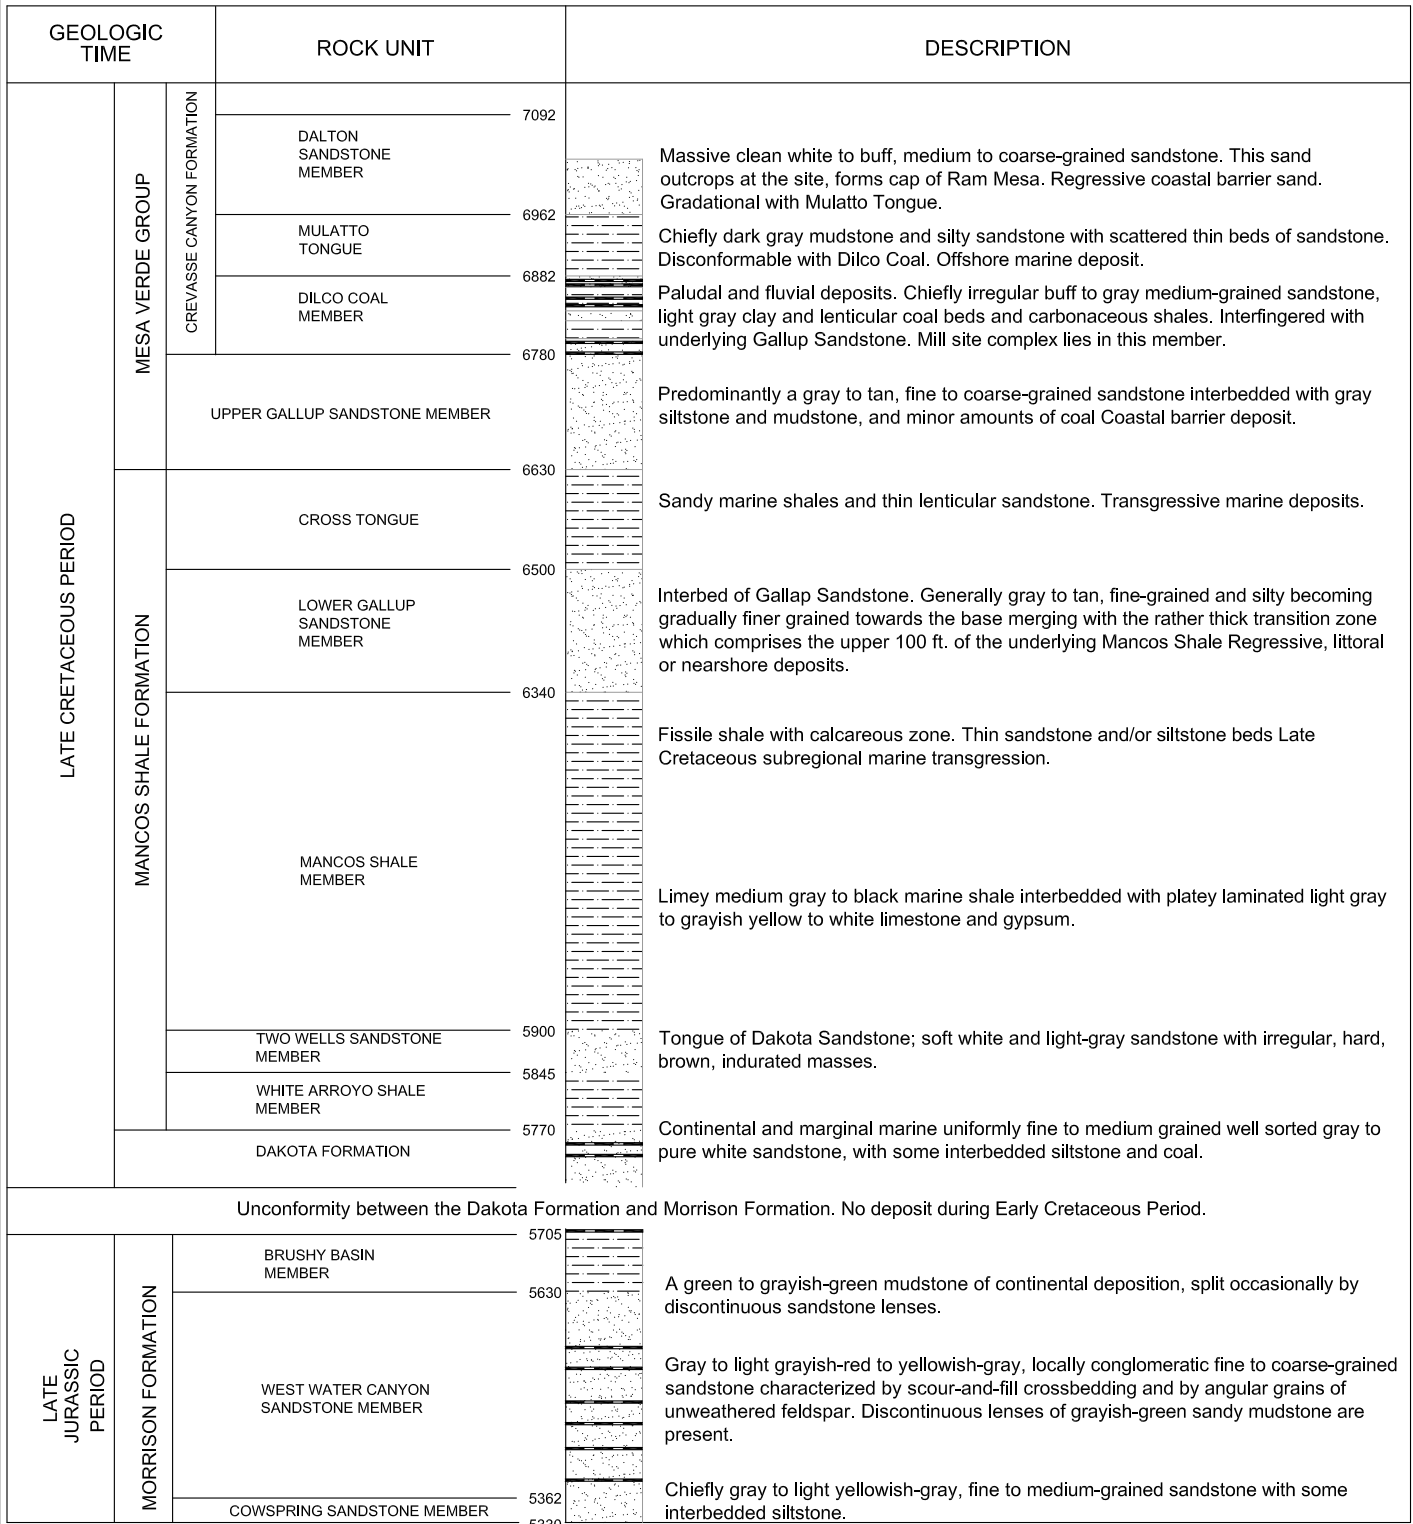 GEOLOGIC
TIME
ROCK UNIT
DESCRIPTION
LATE CRETACEOUS PERIOD
MESA VERDE GROUP
CREVASSE CANYON FORMATION
7092
DALTON
SANDSTONE
MEMBER
Massive clean white to buff, medium to coarse-grained sandstone. This sand
outcrops at the site, forms cap of Ram Mesa. Regressive coastal barrier sand.
Gradational with Mulatto Tongue.
6962
MULATTO
TONGUE
Chiefly dark gray mudstone and silty sandstone with scattered thin beds of sandstone.
Disconformable with Dilco Coal. Offshore marine deposit.
6882
DILCO COAL
MEMBER
Paludal and fluvial deposits. Chiefly irregular buff to gray medium-grained sandstone,
light gray clay and lenticular coal beds and carbonaceous shales. Interfingered with
underlying Gallup Sandstone. Mill site complex lies in this member.
6780
UPPER GALLUP SANDSTONE MEMBER
Predominantly a gray to tan, fine to coarse-grained sandstone interbedded with gray
siltstone and mudstone, and minor amounts of coal Coastal barrier deposit.
6630
MANCOS SHALE FORMATION
CROSS TONGUE
Sandy marine shales and thin lenticular sandstone. Transgressive marine deposits.
6500
LOWER GALLUP
SANDSTONE
MEMBER
Interbed of Gallap Sandstone. Generally gray to tan, fine-grained and silty becoming
gradually finer grained towards the base merging with the rather thick transition zone
which comprises the upper 100 ft. of the underlying Mancos Shale Regressive, littoral
or nearshore deposits.
6340
MANCOS SHALE
MEMBER
Fissile shale with calcareous zone. Thin sandstone and/or siltstone beds Late
Cretaceous subregional marine transgression.
Limey medium gray to black marine shale interbedded with platey laminated light gray
to grayish yellow to white limestone and gypsum.
5900
TWO WELLS SANDSTONE
MEMBER
Tongue of Dakota Sandstone; soft white and light-gray sandstone with irregular, hard,
brown, indurated masses.
5845
WHITE ARROYO SHALE
MEMBER
5770
DAKOTA FORMATION
Continental and marginal marine uniformly fine to medium grained well sorted gray to
pure white sandstone, with some interbedded siltstone and coal.
Unconformity between the Dakota Formation and Morrison Formation. No deposit during Early Cretaceous Period.
LATE
JURASSIC
PERIOD
MORRISON FORMATION
5705
BRUSHY BASIN
MEMBER
A green to grayish-green mudstone of continental deposition, split occasionally by
discontinuous sandstone lenses.
5630
WEST WATER CANYON
SANDSTONE MEMBER
Gray to light grayish-red to yellowish-gray, locally conglomeratic fine to coarse-grained
sandstone characterized by scour-and-fill crossbedding and by angular grains of
unweathered feldspar. Discontinuous lenses of grayish-green sandy mudstone are
present.
5362
COWSPRING SANDSTONE MEMBER
Chiefly gray to light yellowish-gray, fine to medium-grained sandstone with some
interbedded siltstone.